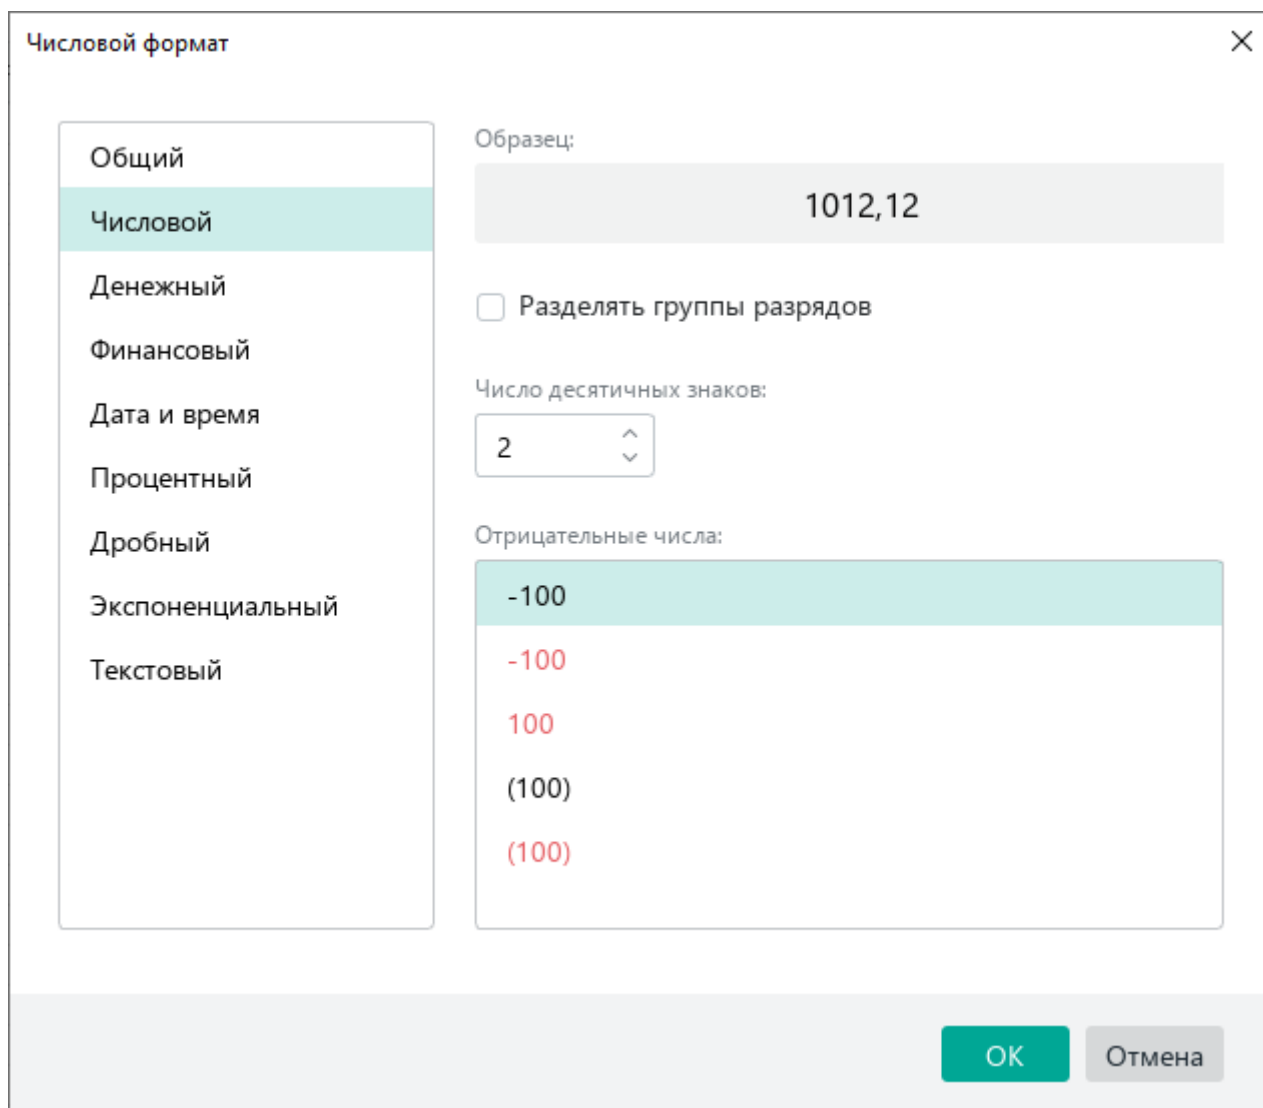 Числовой формат
Общий
Числовой
Денежный
Финансовый
Дата и время
Процентный
Дробный
Экспоненциальный
Текстовый
Образец:
1012,12
Разделять группы разрядов
Число десятичных знаков:
2
Отрицательные числа:
-100
-100
100
(100)
(100)
ОК
Отмена